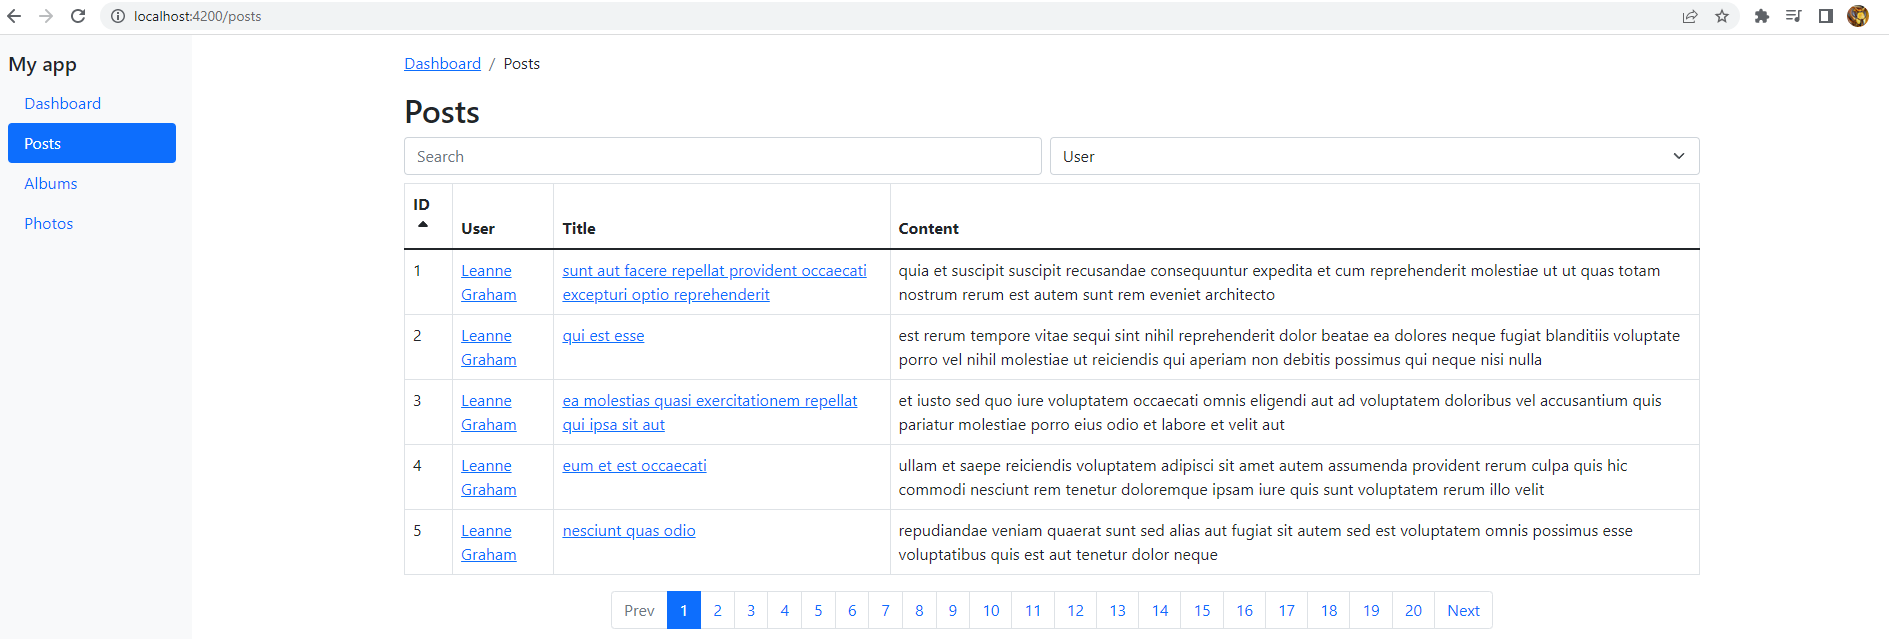 localhost:4200/posts
My app
Dashboard
Posts
Albums
Photos
Dashboard / Posts
Posts
Search
User
ID User Title Content
1 Leanne Graham sunt aut facere repellat provident occaecati quia et suscipit suscipit recusandae consequuntur expedita et cum reprehenderit molestiae ut ut quas totam
excepturi optio reprehenderit nostrum rerum est autem sunt rem eveniet architecto
2 Leanne Graham qui est esse est rerum tempore vitae sequi sint nihil reprehenderit dolor beatae ea dolores neque fugiat blanditiis voluptate
porro vel nihil molestiae ut reiciendis qui aperiam non debitis possimus qui neque nisi nulla
3 Leanne Graham ea molestias quasi exercitationem repellat et iusto sed quo iure voluptatem occaecati omnis eligendi aut ad voluptatem doloribus vel accusantium quis
qui ipsa sit aut pariatur molestiae porro eius odio et labore et velit aut
4 Leanne Graham eum et est occaecati ullam et saepe reiciendis voluptatem adipisci sit amet autem assumenda provident rerum culpa quis hic
commodi nesciunt rem tenetur doloremque ipsam iure quis sunt voluptatem rerum illo velit
5 Leanne Graham nesciunt quas odio repudiandae veniam quaerat sunt sed alias aut fugiat sit autem sed est voluptatem omnis possimus esse
voluptatibus quis est aut tenetur dolor neque
Prev 1 2 3 4 5 6 7 8 9 10 11 12 13 14 15 16 17 18 19 20 Next